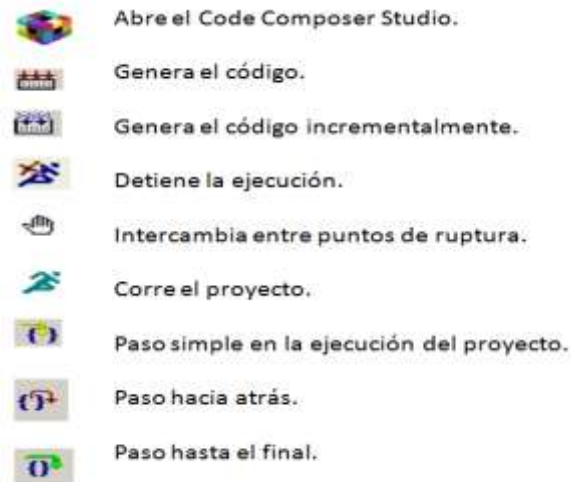 Abre el Code Composer Studio.
Genera el código.
Genera el código incrementalmente.
Detiene la ejecución.
Intercambia entre puntos de ruptura.
Corre el proyecto.
Paso simple en la ejecución del proyecto.
Paso hacia atrás.
Paso hasta el final.